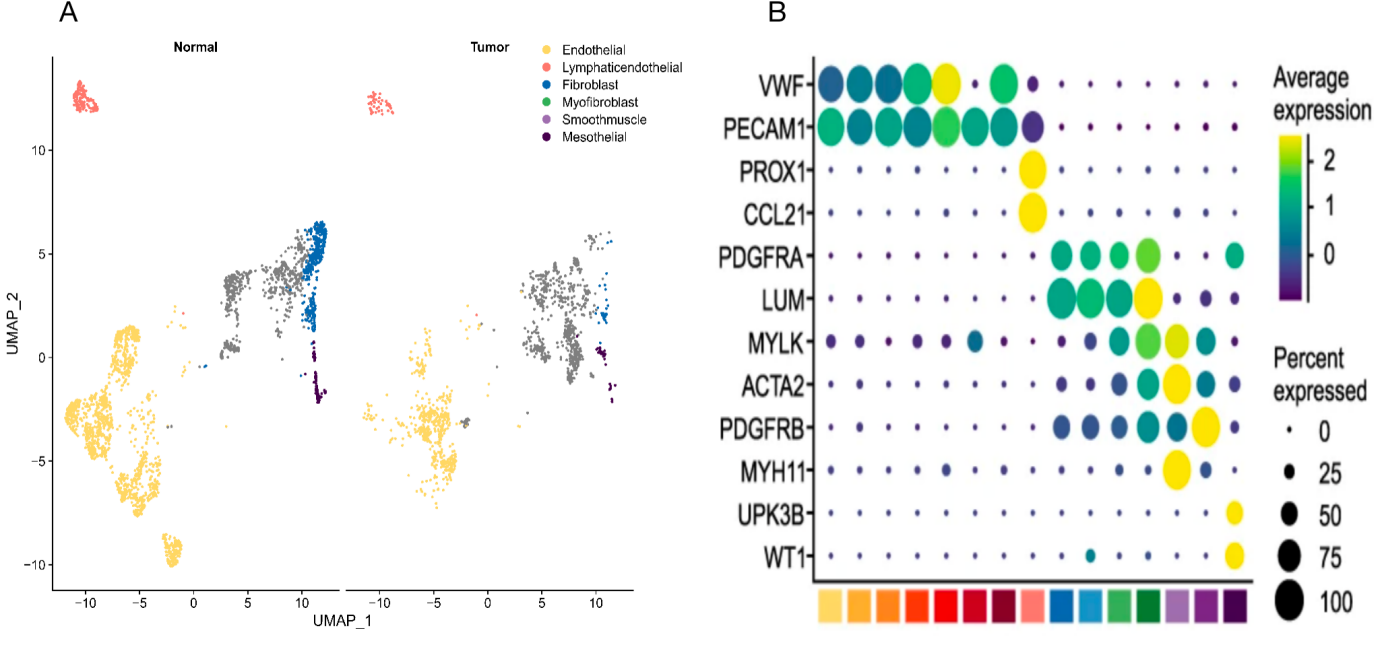 A
B
Normal
Tumor
Endothelial
Lymphaticendothelial
Fibroblast
Myofibroblast
Smoothmuscle
Mesothelial
10
5
0
−5
−10
UMAP_2
−10 −5 0 5 10
−10 −5 0 5 10
UMAP_1
VWF
PECAM1
PROX1
CCL21
PDGFRA
LUM
MYLK
ACTA2
PDGFRB
MYH11
UPK3B
WT1
Average
expression
2
1
0
Percent
expressed
0
25
50
75
100